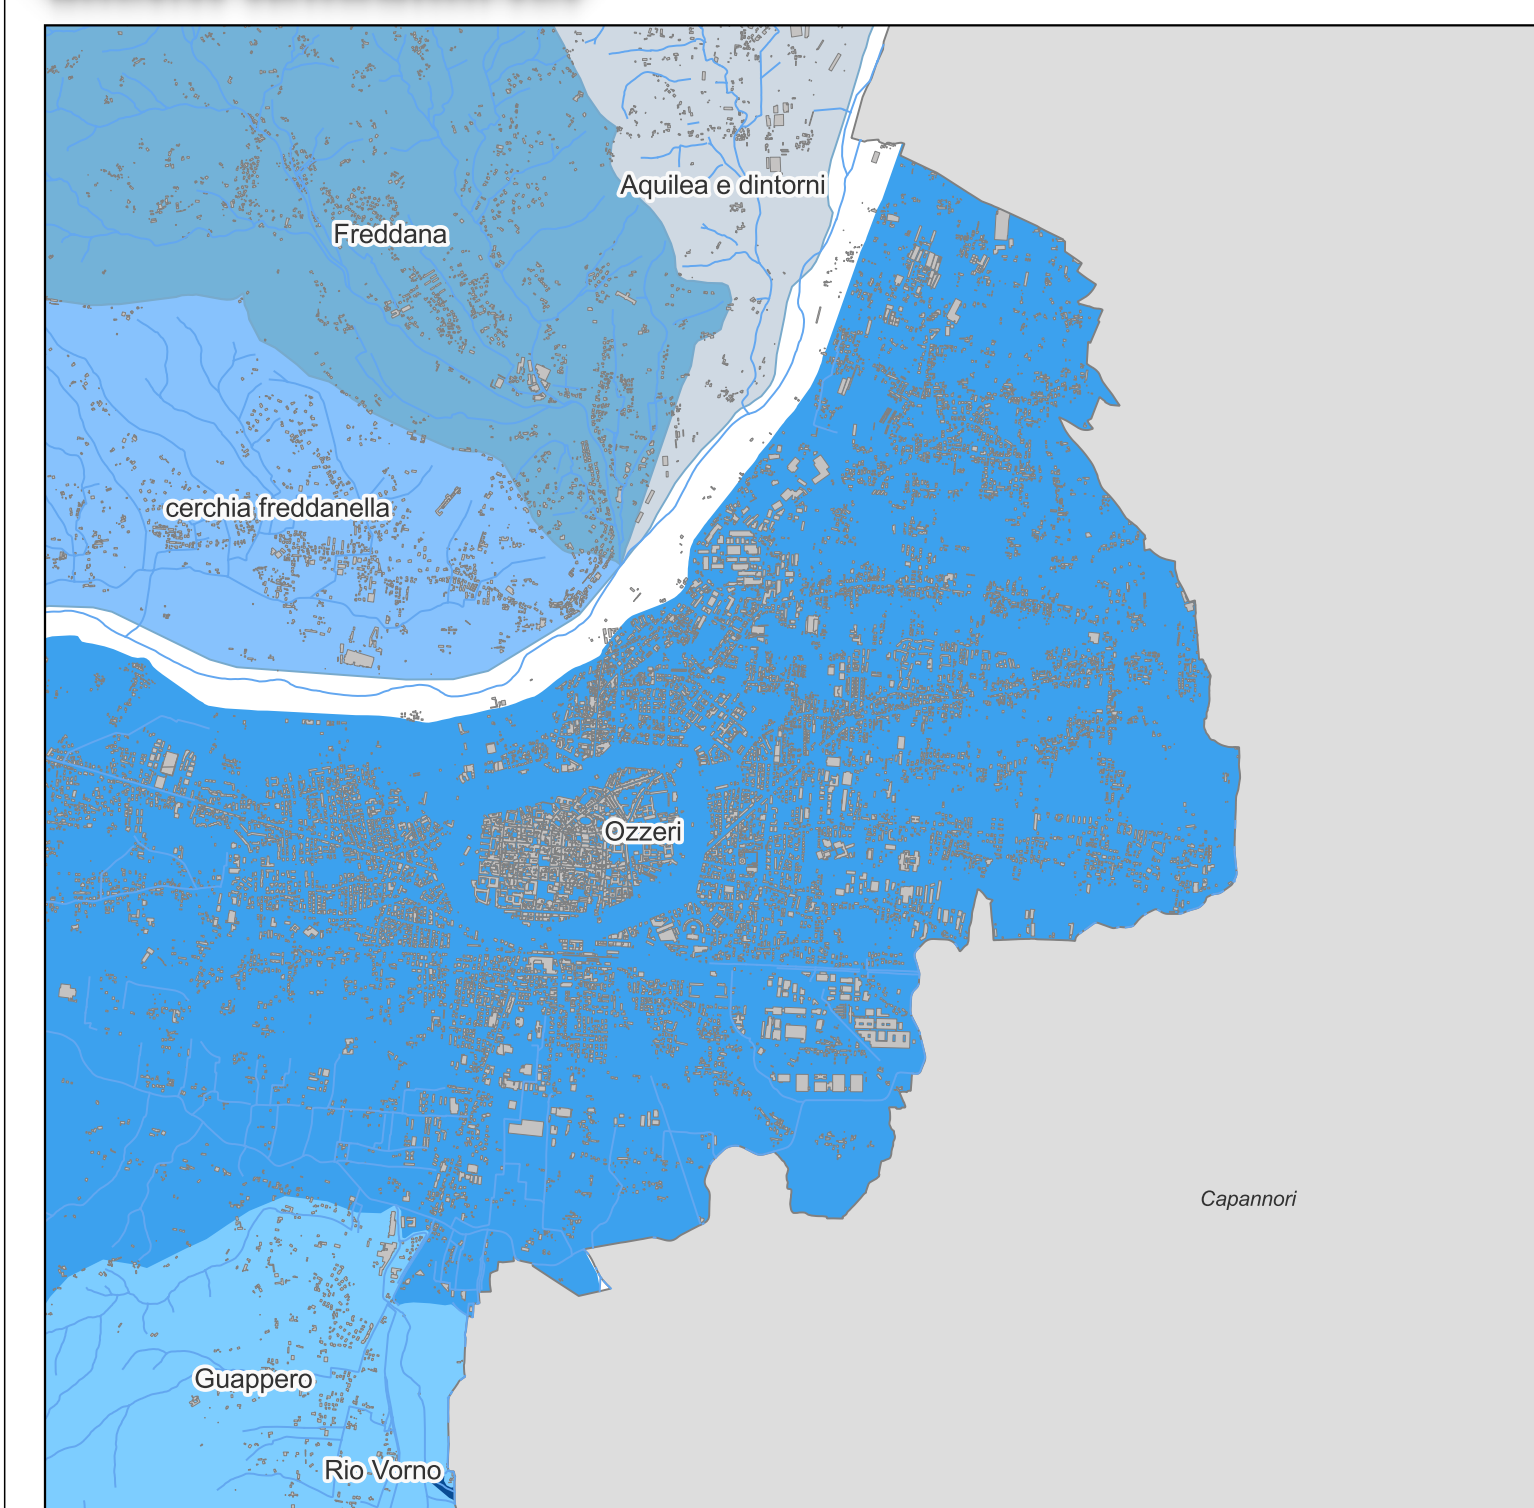 Aquilea e dintorni
Freddana
cerchia freddanella
Ozzeri
Capannori
Guappero
Rio Vorno